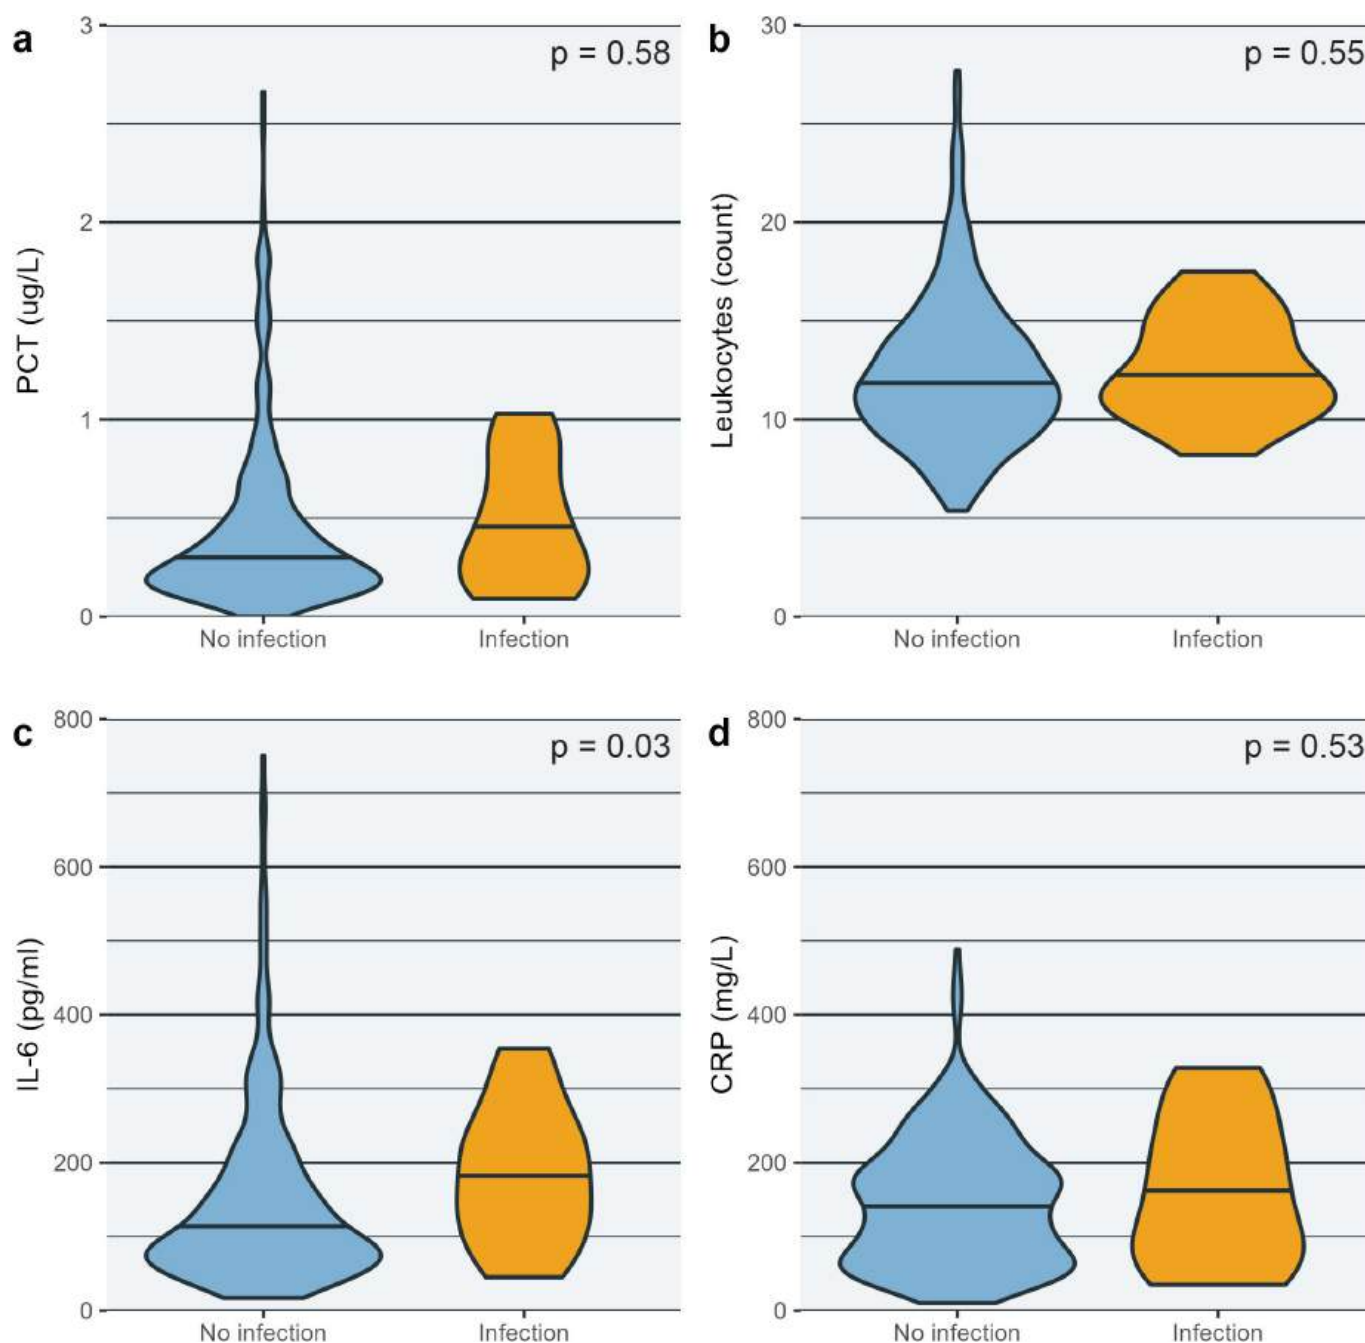 a
p = 0.58
3
2
1
0
PCT (ug/L)
No infection
Infection
b
p = 0.55
30
20
10
0
Leukocytes (count)
No infection
Infection
c
p = 0.03
800
600
400
200
0
IL-6 (pg/ml)
No infection
Infection
d
p = 0.53
800
600
400
200
0
CRP (mg/L)
No infection
Infection